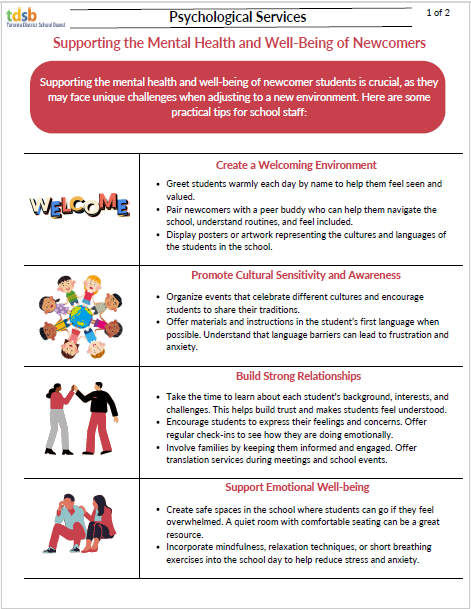 tdsb
Toronto District School Board
Psychological Services
1 of 2
Supporting the Mental Health and Well-Being of Newcomers
Supporting the mental health and well-being of newcomer students is crucial, as they
may face unique challenges when adjusting to a new environment. Here are some
practical tips for school staff:
WELCOME
Create a Welcoming Environment
• Greet students warmly each day by name to help them feel seen and
valued.
• Pair newcomers with a peer buddy who can help them navigate the
school, understand routines, and feel included.
• Display posters or artwork representing the cultures and languages of
the students in the school.
Promote Cultural Sensitivity and Awareness
• Organize events that celebrate different cultures and encourage
students to share their traditions.
• Offer materials and instructions in the student's first language when
possible. Understand that language barriers can lead to frustration and
anxiety.
Build Strong Relationships
• Take the time to learn about each student's background, interests, and
challenges. This helps build trust and makes students feel understood.
• Encourage students to express their feelings and concerns. Offer
regular check-ins to see how they are doing emotionally.
• Involve families by keeping them informed and engaged. Offer
translation services during meetings and school events.
Support Emotional Well-being
• Create safe spaces in the school where students can go if they feel
overwhelmed. A quiet room with comfortable seating can be a great
resource.
• Incorporate mindfulness, relaxation techniques, or short breathing
exercises into the school day to help reduce stress and anxiety.